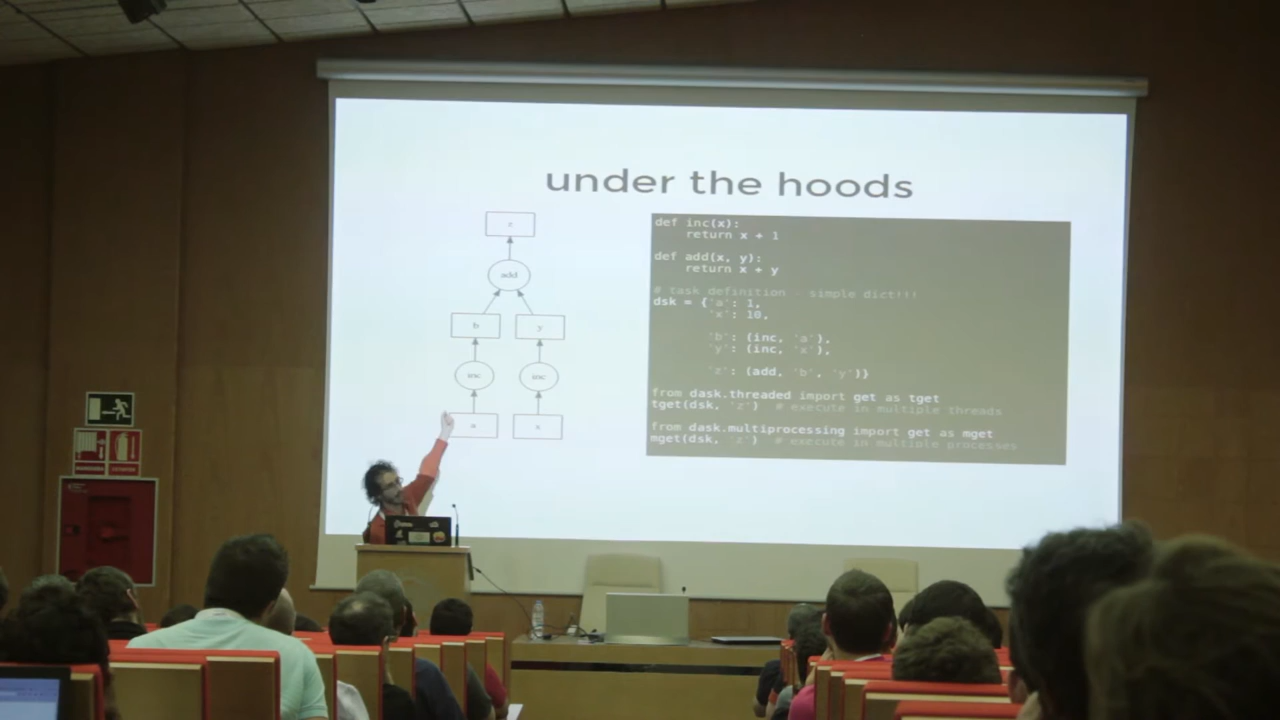 under the hoods
z
add
b
y
inc
inc
a
x
def inc(x):
return x + 1
def add(x, y):
return x + y
# task definition - simple dict!!!
dsk = {'a': 1,
'x': 10,
'b': (inc, 'a'),
'y': (inc, 'x'),
'z': (add, 'b', 'y')}
from dask.threaded import get as tget
tget(dsk, 'z')  # execute in multiple threads
from dask.multiprocessing import get as mget
mget(dsk, 'z')  # execute in multiple processes